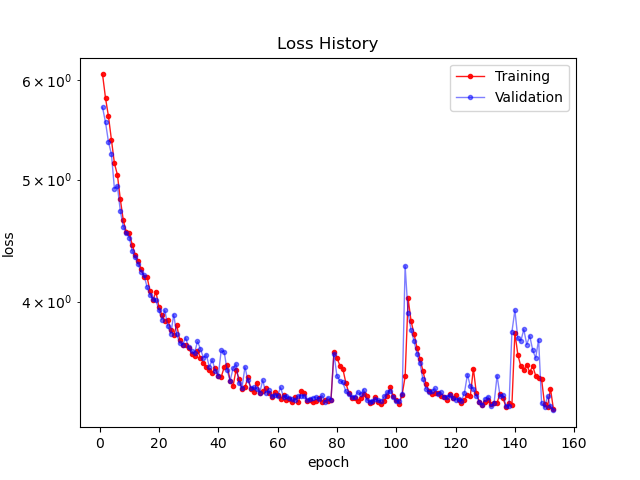 Loss History
Training
Validation
6 × 10⁰
5 × 10⁰
4 × 10⁰
loss
0 20 40 60 80 100 120 140 160
epoch